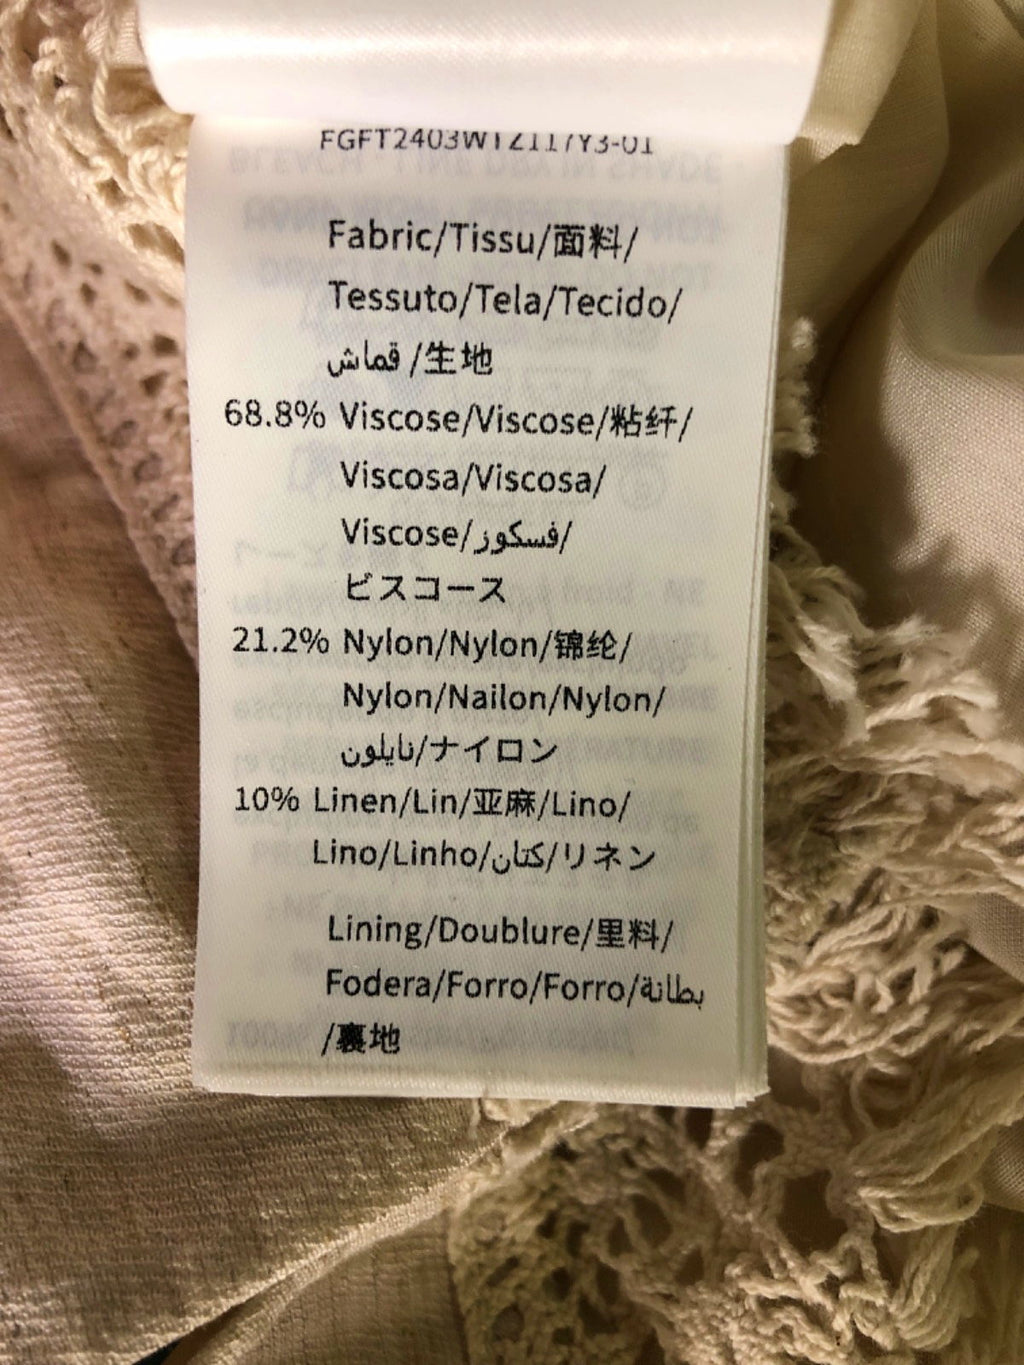 Fabric/Tissu/面料/
Tessuto/Tela/Tecido/
قماش /生地
68.8% Viscose/Viscose/粘纤/
Viscosa/Viscosa/
Viscose/فسكوز/
ビスコース
21.2% Nylon/Nylon/锦纶/
Nylon/Nailon/Nylon/
نايلون/ナイロン
10% Linen/Lin/亚麻/Lino/
Lino/Linho/كتان/リネン
Lining/Doublure/里料/
Fodera/Forro/Forro/بطانة
/裏地